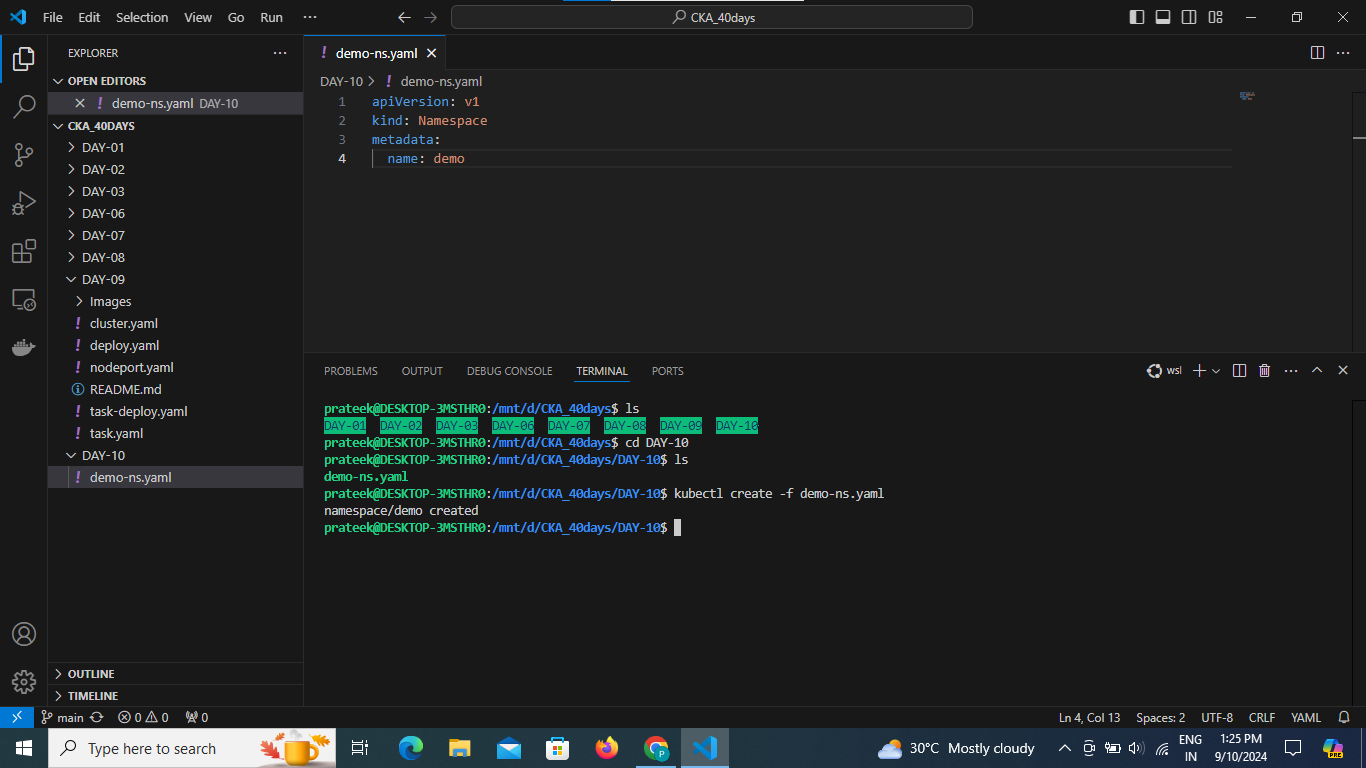 File Edit Selection View Go Run ···
CKA_40days
EXPLORER ···
OPEN EDITORS
! demo-ns.yaml DAY-10
CKA_40DAYS
DAY-01
DAY-02
DAY-03
DAY-06
DAY-07
DAY-08
DAY-09
Images
! cluster.yaml
! deploy.yaml
! nodeport.yaml
README.md
! task-deploy.yaml
! task.yaml
DAY-10
! demo-ns.yaml
OUTLINE
TIMELINE
! demo-ns.yaml
DAY-10 > ! demo-ns.yaml
1 apiVersion: v1
2 kind: Namespace
3 metadata:
4 name: demo
PROBLEMS OUTPUT DEBUG CONSOLE TERMINAL PORTS
wsl
prateek@DESKTOP-3MSTHR0:/mnt/d/CKA_40days$ ls
DAY-01 DAY-02 DAY-03 DAY-06 DAY-07 DAY-08 DAY-09 DAY-10
prateek@DESKTOP-3MSTHR0:/mnt/d/CKA_40days$ cd DAY-10
prateek@DESKTOP-3MSTHR0:/mnt/d/CKA_40days/DAY-10$ ls
demo-ns.yaml
prateek@DESKTOP-3MSTHR0:/mnt/d/CKA_40days/DAY-10$ kubectl create -f demo-ns.yaml
namespace/demo created
prateek@DESKTOP-3MSTHR0:/mnt/d/CKA_40days/DAY-10$
main 0 0 0
Ln 4, Col 13 Spaces: 2 UTF-8 CRLF YAML
Type here to search
30°C Mostly cloudy
ENG
IN
1:25 PM
9/10/2024
PRE